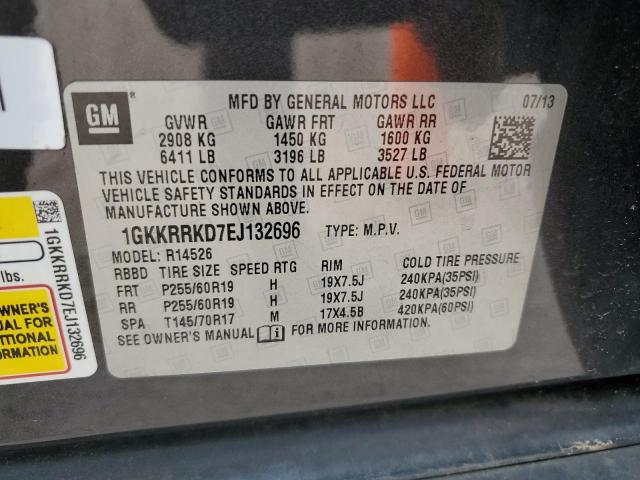 GM
MFD BY GENERAL MOTORS LLC 07/13
GVWR GAWR FRT GAWR RR
2908 KG 1450 KG 1600 KG
6411 LB 3196 LB 3527 LB
THIS VEHICLE CONFORMS TO ALL APPLICABLE U.S. FEDERAL MOTOR
VEHICLE SAFETY STANDARDS IN EFFECT ON THE DATE OF
MANUFACTURE SHOWN ABOVE.
1GKKRRKD7EJ132696 TYPE: M.P.V.
MODEL: R14526
RBBD TIRE SIZE SPEED RTG RIM COLD TIRE PRESSURE
FRT P255/60R19 H 19X7.5J 240KPA(35PSI)
RR P255/60R19 H 19X7.5J 240KPA(35PSI)
SPA T145/70R17 M 17X4.5B 420KPA(60PSI)
SEE OWNER'S MANUAL FOR MORE INFORMATION.
lbs.
1GKKRRKD7EJ132696
OWNER'S
MANUAL FOR
INFORMATION